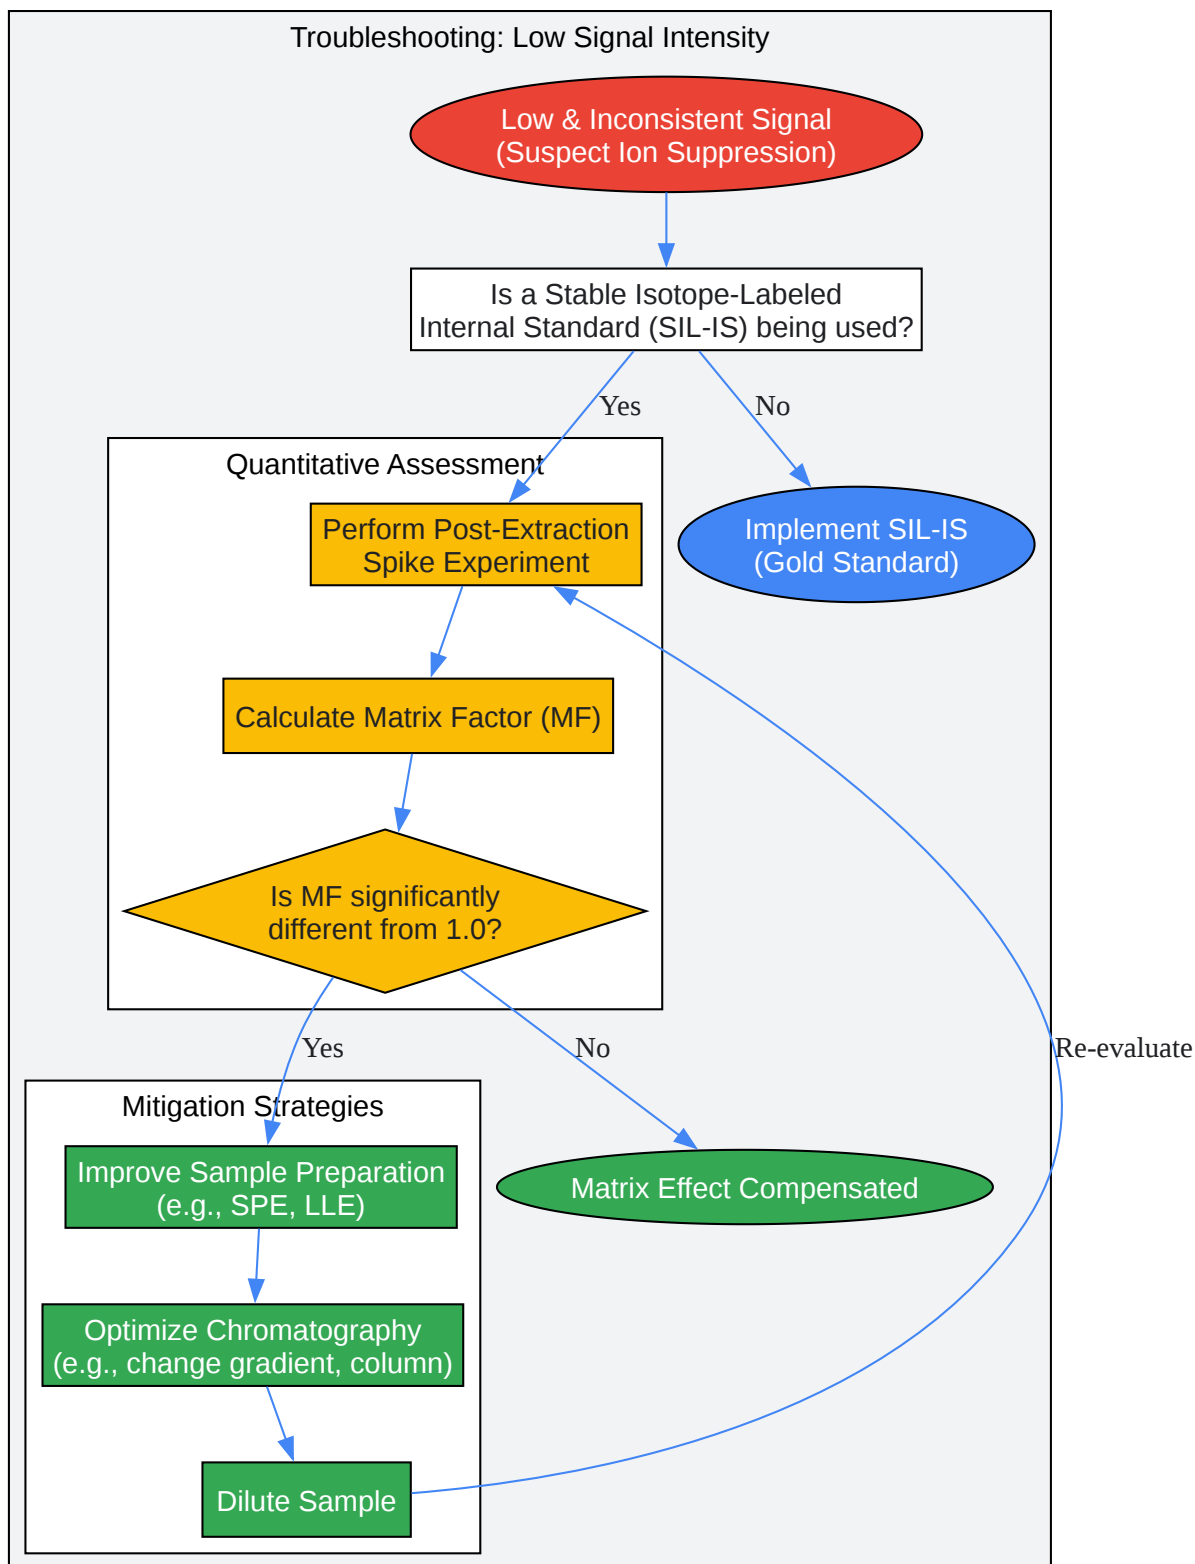 Troubleshooting: Low Signal Intensity
Low & Inconsistent Signal
(Suspect Ion Suppression)
Is a Stable Isotope-Labeled
Internal Standard (SIL-IS) being used?
Yes
No
Quantitative Assessment
Perform Post-Extraction
Spike Experiment
Implement SIL-IS
(Gold Standard)
Calculate Matrix Factor (MF)
Is MF significantly
different from 1.0?
Yes
No
Re-evaluate
Mitigation Strategies
Improve Sample Preparation
(e.g., SPE, LLE)
Matrix Effect Compensated
Optimize Chromatography
(e.g., change gradient, column)
Dilute Sample